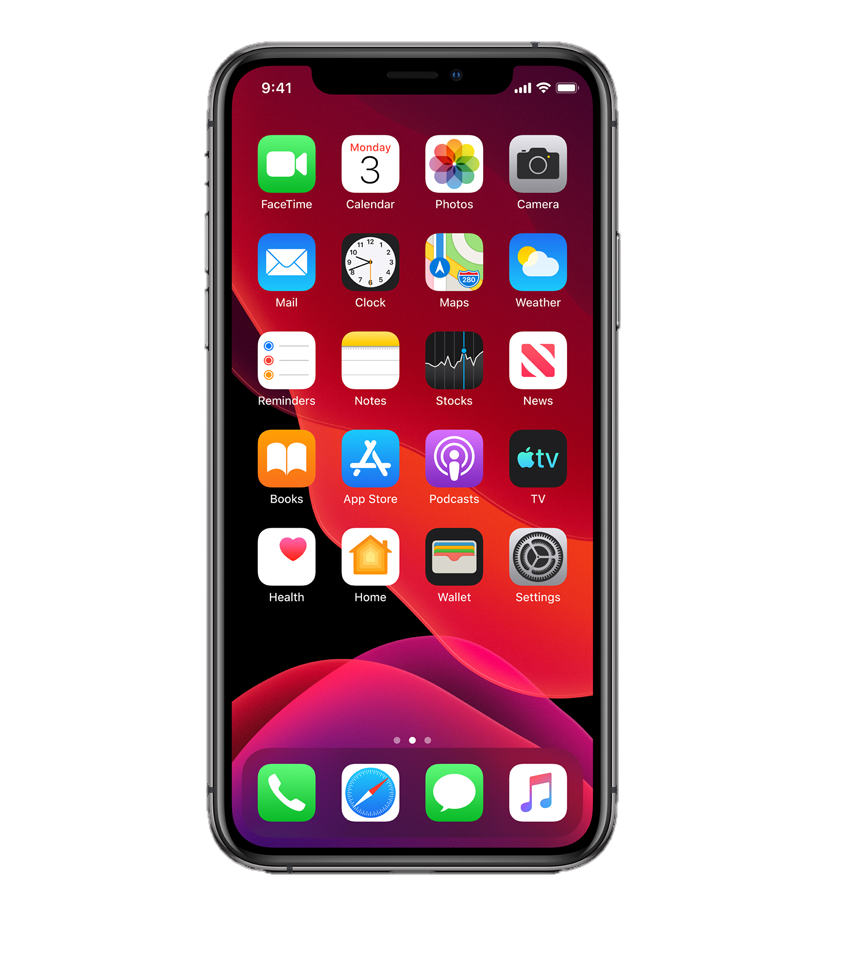 9:41
Monday
3
FaceTime Calendar Photos Camera
12
11 1
10 2
9 3
8 4
7 5
6
280
Mail Clock Maps Weather
Reminders Notes Stocks News
tv
Books App Store Podcasts TV
Health Home Wallet Settings